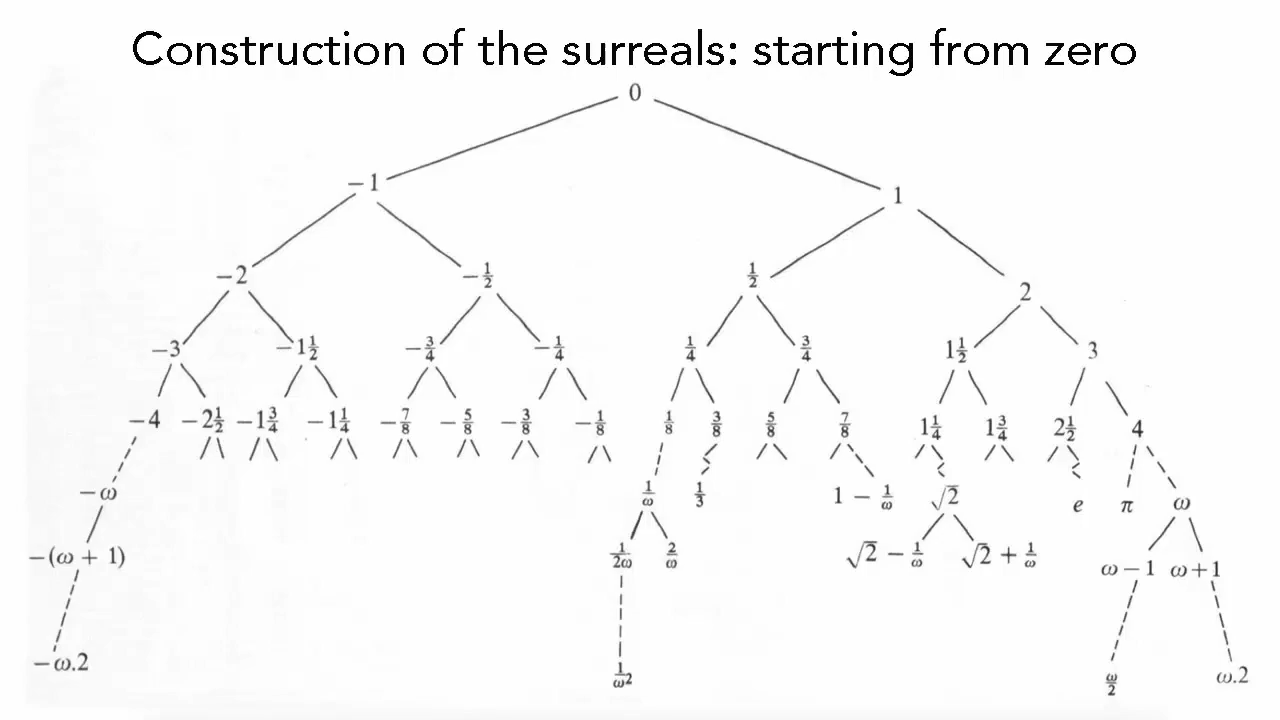 Construction of the surreals: starting from zero
0
−1 1
−2 −½ ½ 2
−3 −1½ −¾ −¼ ¼ ¾ 1½ 3
−4 −2½ −1¾ −1¼ −⅞ −⅝ −⅜ −⅛ ⅛ ⅜ ⅝ ⅞ 1¼ 1¾ 2½ 4
−ω 1/ω 1/3 1 − 1/ω √2 e π ω
−(ω + 1) 1/2ω 2/ω √2 − 1/ω √2 + 1/ω ω − 1 ω+1
−ω.2 1/ω² ω/2 ω.2